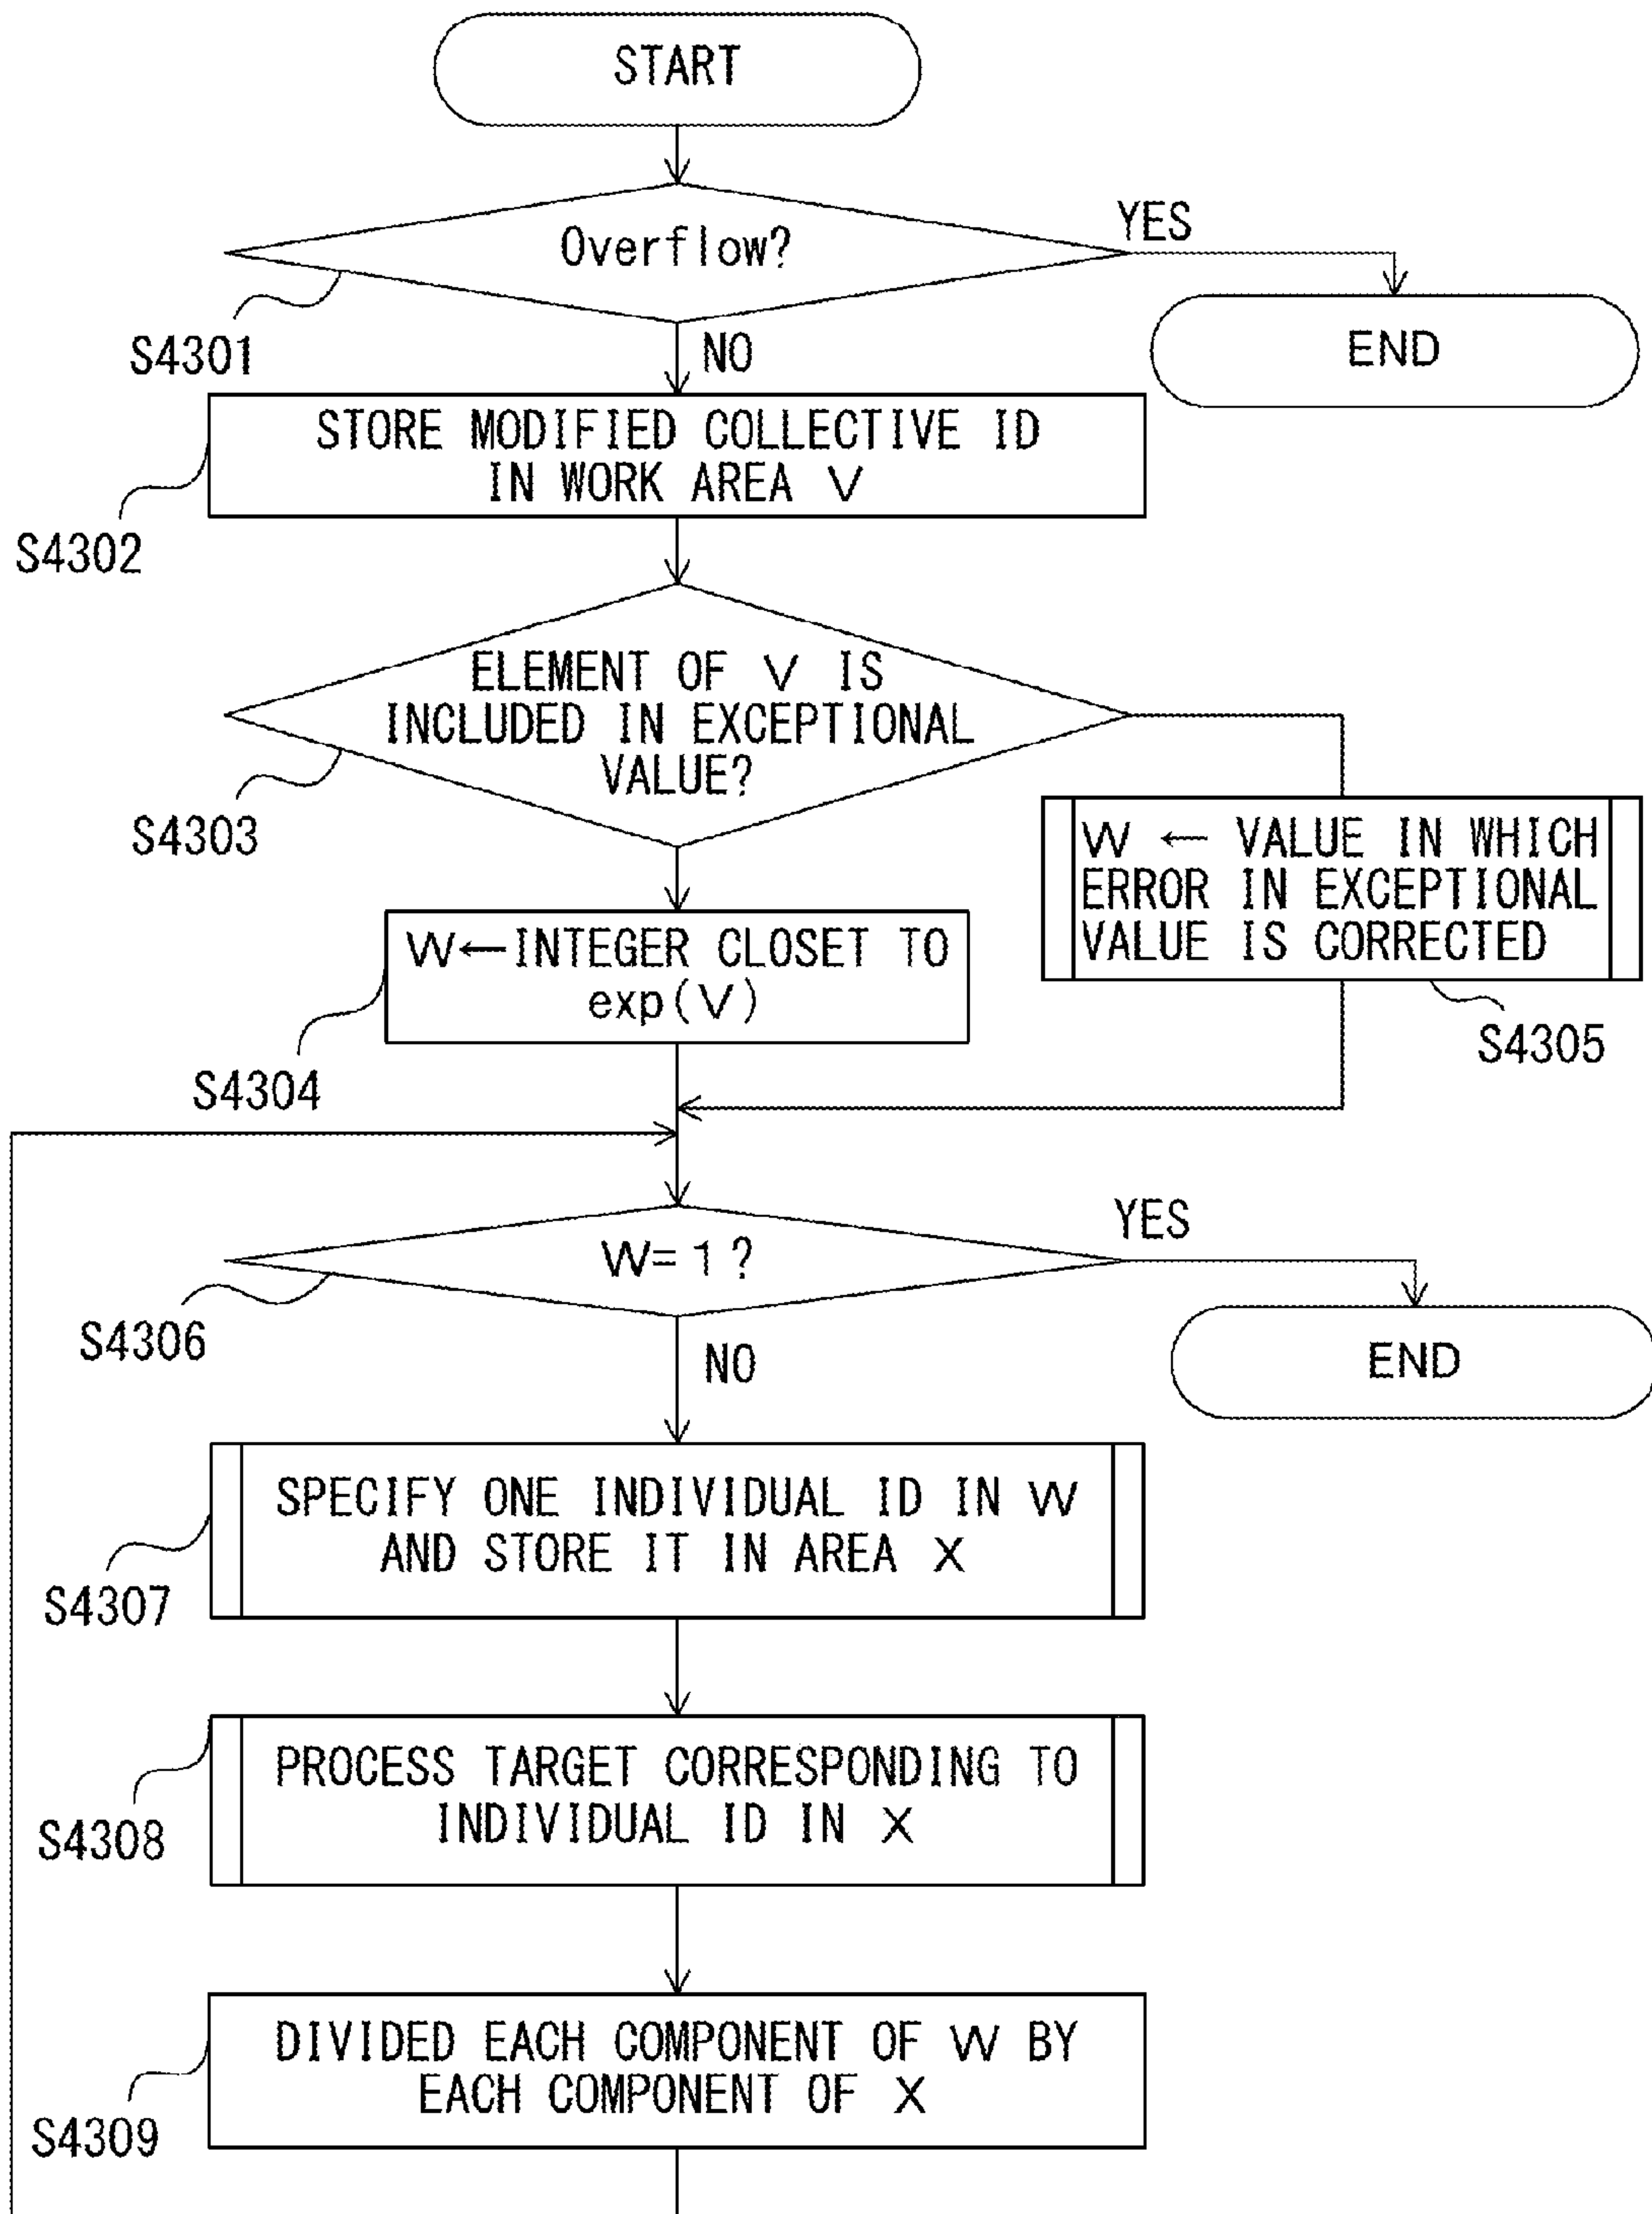 START
Overflow?
YES
S4301
NO
END
STORE MODIFIED COLLECTIVE ID
IN WORK AREA V
S4302
ELEMENT OF V IS
INCLUDED IN EXCEPTIONAL
VALUE?
S4303
W ← VALUE IN WHICH
ERROR IN EXCEPTIONAL
VALUE IS CORRECTED
S4305
W←INTEGER CLOSET TO
exp(V)
S4304
W=1?
YES
S4306
NO
END
SPECIFY ONE INDIVIDUAL ID IN W
AND STORE IT IN AREA X
S4307
PROCESS TARGET CORRESPONDING TO
INDIVIDUAL ID IN X
S4308
DIVIDED EACH COMPONENT OF W BY
EACH COMPONENT OF X
S4309